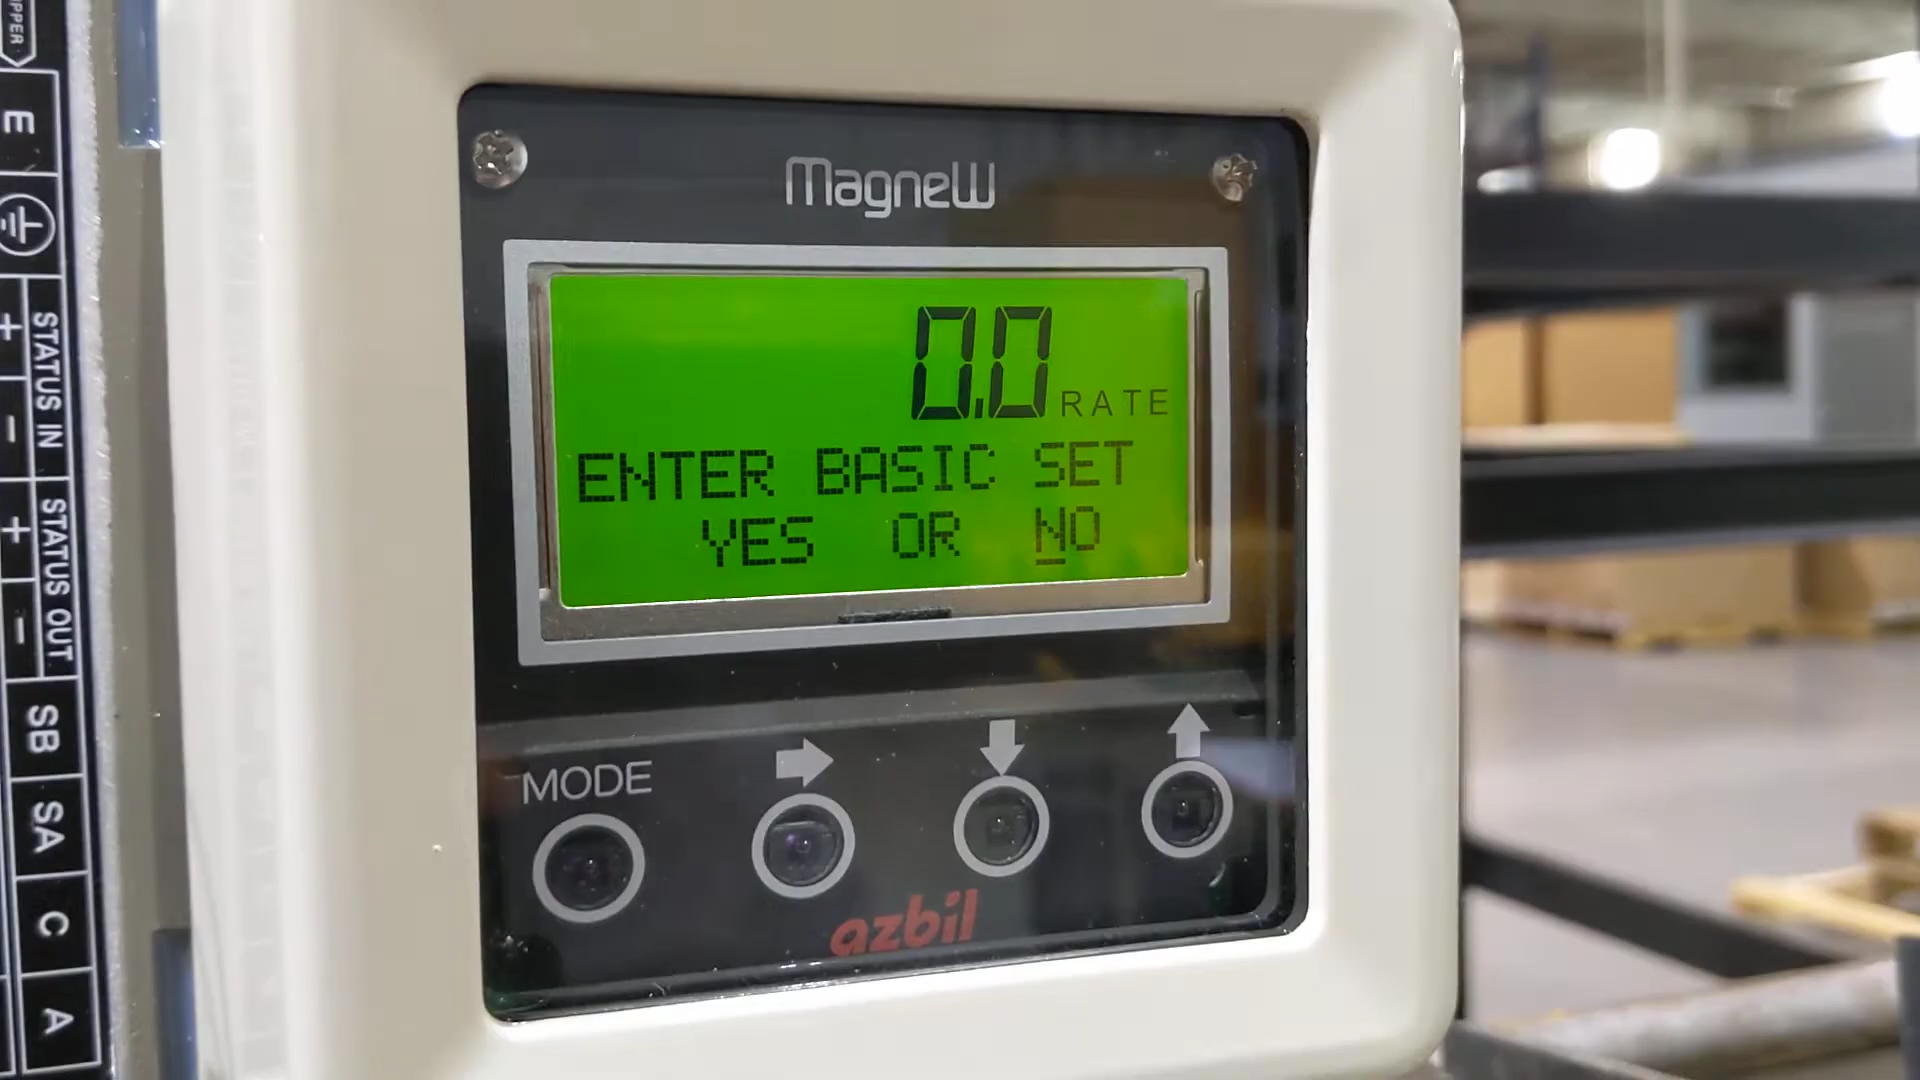 MagneW
0.0 RATE
ENTER BASIC SET
YES OR NO
MODE
azbil
E
STATUS IN
+
-
STATUS OUT
+
-
SB
SA
C
A